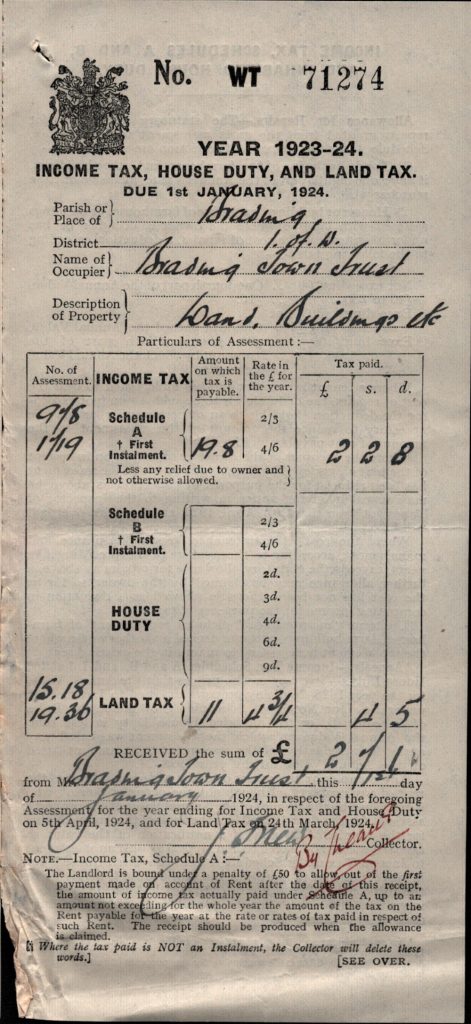 No. WT 71274
YEAR 1923-24.
INCOME TAX, HOUSE DUTY, AND LAND TAX.
DUE 1st JANUARY, 1924.
Parish or Place of } Brading
District I. of W.
Name of Occupier } Brading Town Trust
Description of Property } Land, Buildings etc
Particulars of Assessment :—
No. of Assessment. INCOME TAX Amount on which tax is payable. Rate in the £ for the year. Tax paid. £ s. d.
Schedule A 2/3
† First Instalment. 19.8 4/6 2 2 8
Less any relief due to owner and not otherwise allowed. }
Schedule B 2/3
† First Instalment. 4/6
HOUSE DUTY 2d.
3d.
4d.
6d.
9d.
15.18
19.36 LAND TAX 11 4 3/4 4 5
RECEIVED the sum of £ 2 7 1
from M Brading Town Trust this 1st day
of January 1924, in respect of the foregoing
Assessment for the year ending for Income Tax and House Duty
on 5th April, 1924, and for Land Tax on 24th March, 1924.
By Cheque Collector.
NOTE.—Income Tax, Schedule A :—
The Landlord is bound under a penalty of £50 to allow out of the first
payment made on account of Rent after the date of this receipt,
the amount of income tax actually paid under Schedule A, up to an
amount not exceeding for the whole year the amount of the tax on the
Rent payable for the year at the rate or rates of tax paid in respect of
such Rent. The receipt should be produced when the allowance
is claimed.
[† Where the tax paid is NOT an Instalment, the Collector will delete these
words.] [SEE OVER.